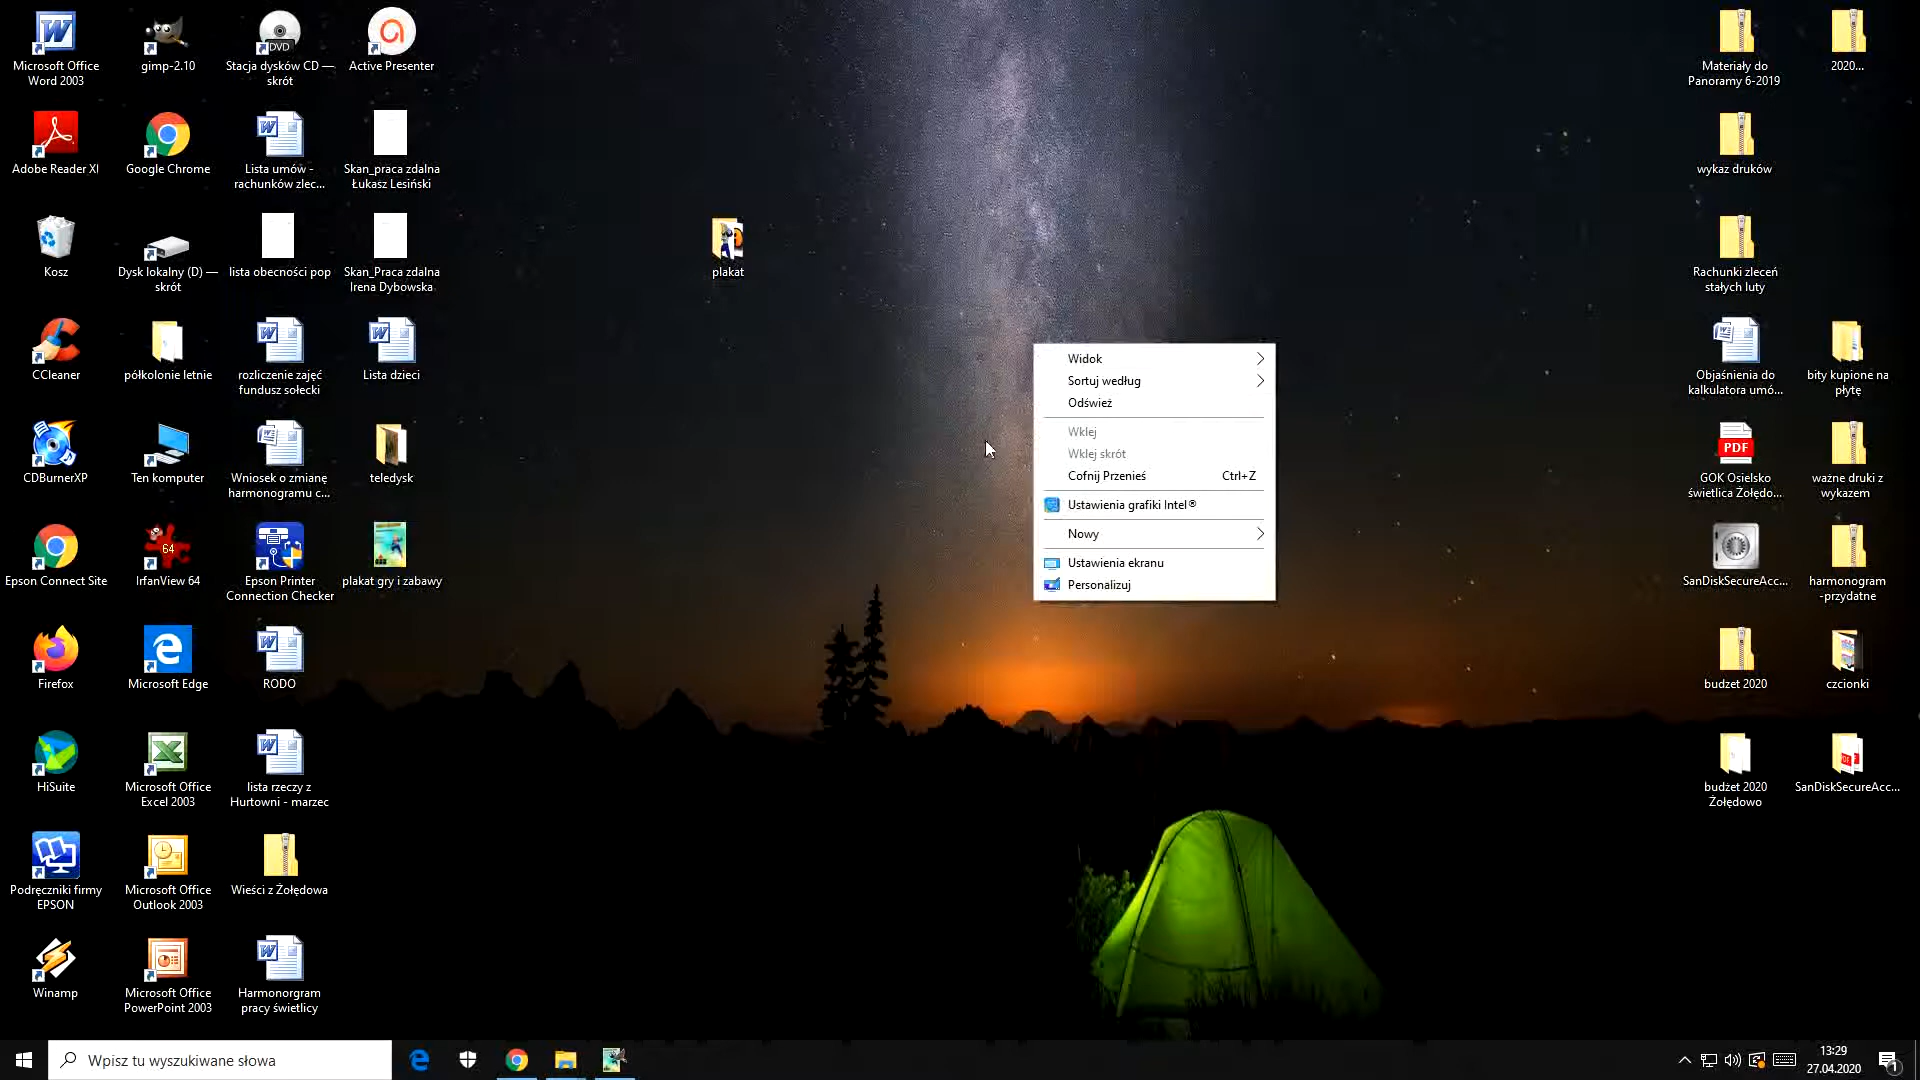 Microsoft Office
Word 2003
gimp-2.10
DVD
Stacja dysków CD —
skrót
Active Presenter
Materiały do
Panoramy 6-2019
2020...
Adobe Reader XI
Google Chrome
Lista umów -
rachunków zlec...
Skan_praca zdalna
Łukasz Lesiński
wykaz druków
Kosz
Dysk lokalny (D) —
skrót
lista obecności pop
Skan_Praca zdalna
Irena Dybowska
plakat
Rachunki zleceń
stałych luty
CCleaner
półkolonie letnie
rozliczenie zajęć
fundusz sołecki
Lista dzieci
Objaśnienia do
kalkulatora umó...
bity kupione na
płytę
Widok
Sortuj według
Odśwież
Wklej
Wklej skrót
Cofnij Przenieś Ctrl+Z
Ustawienia grafiki Intel®
Nowy
Ustawienia ekranu
Personalizuj
CDBurnerXP
Ten komputer
Wniosek o zmianę
harmonogramu c...
teledysk
PDF
GOK Osielsko
świetlica Żołędo...
ważne druki z
wykazem
Epson Connect Site
64
IrfanView 64
Epson Printer
Connection Checker
plakat gry i zabawy
SanDiskSecureAcc...
harmonogram
-przydatne
Firefox
Microsoft Edge
RODO
budżet 2020
czcionki
HiSuite
Microsoft Office
Excel 2003
lista rzeczy z
Hurtowni - marzec
budżet 2020
Żołędowo
SanDiskSecureAcc...
Podręczniki firmy
EPSON
Microsoft Office
Outlook 2003
Wieści z Żołędowa
Winamp
Microsoft Office
PowerPoint 2003
Harmonorgram
pracy świetlicy
Wpisz tu wyszukiwane słowa
13:29
27.04.2020
1